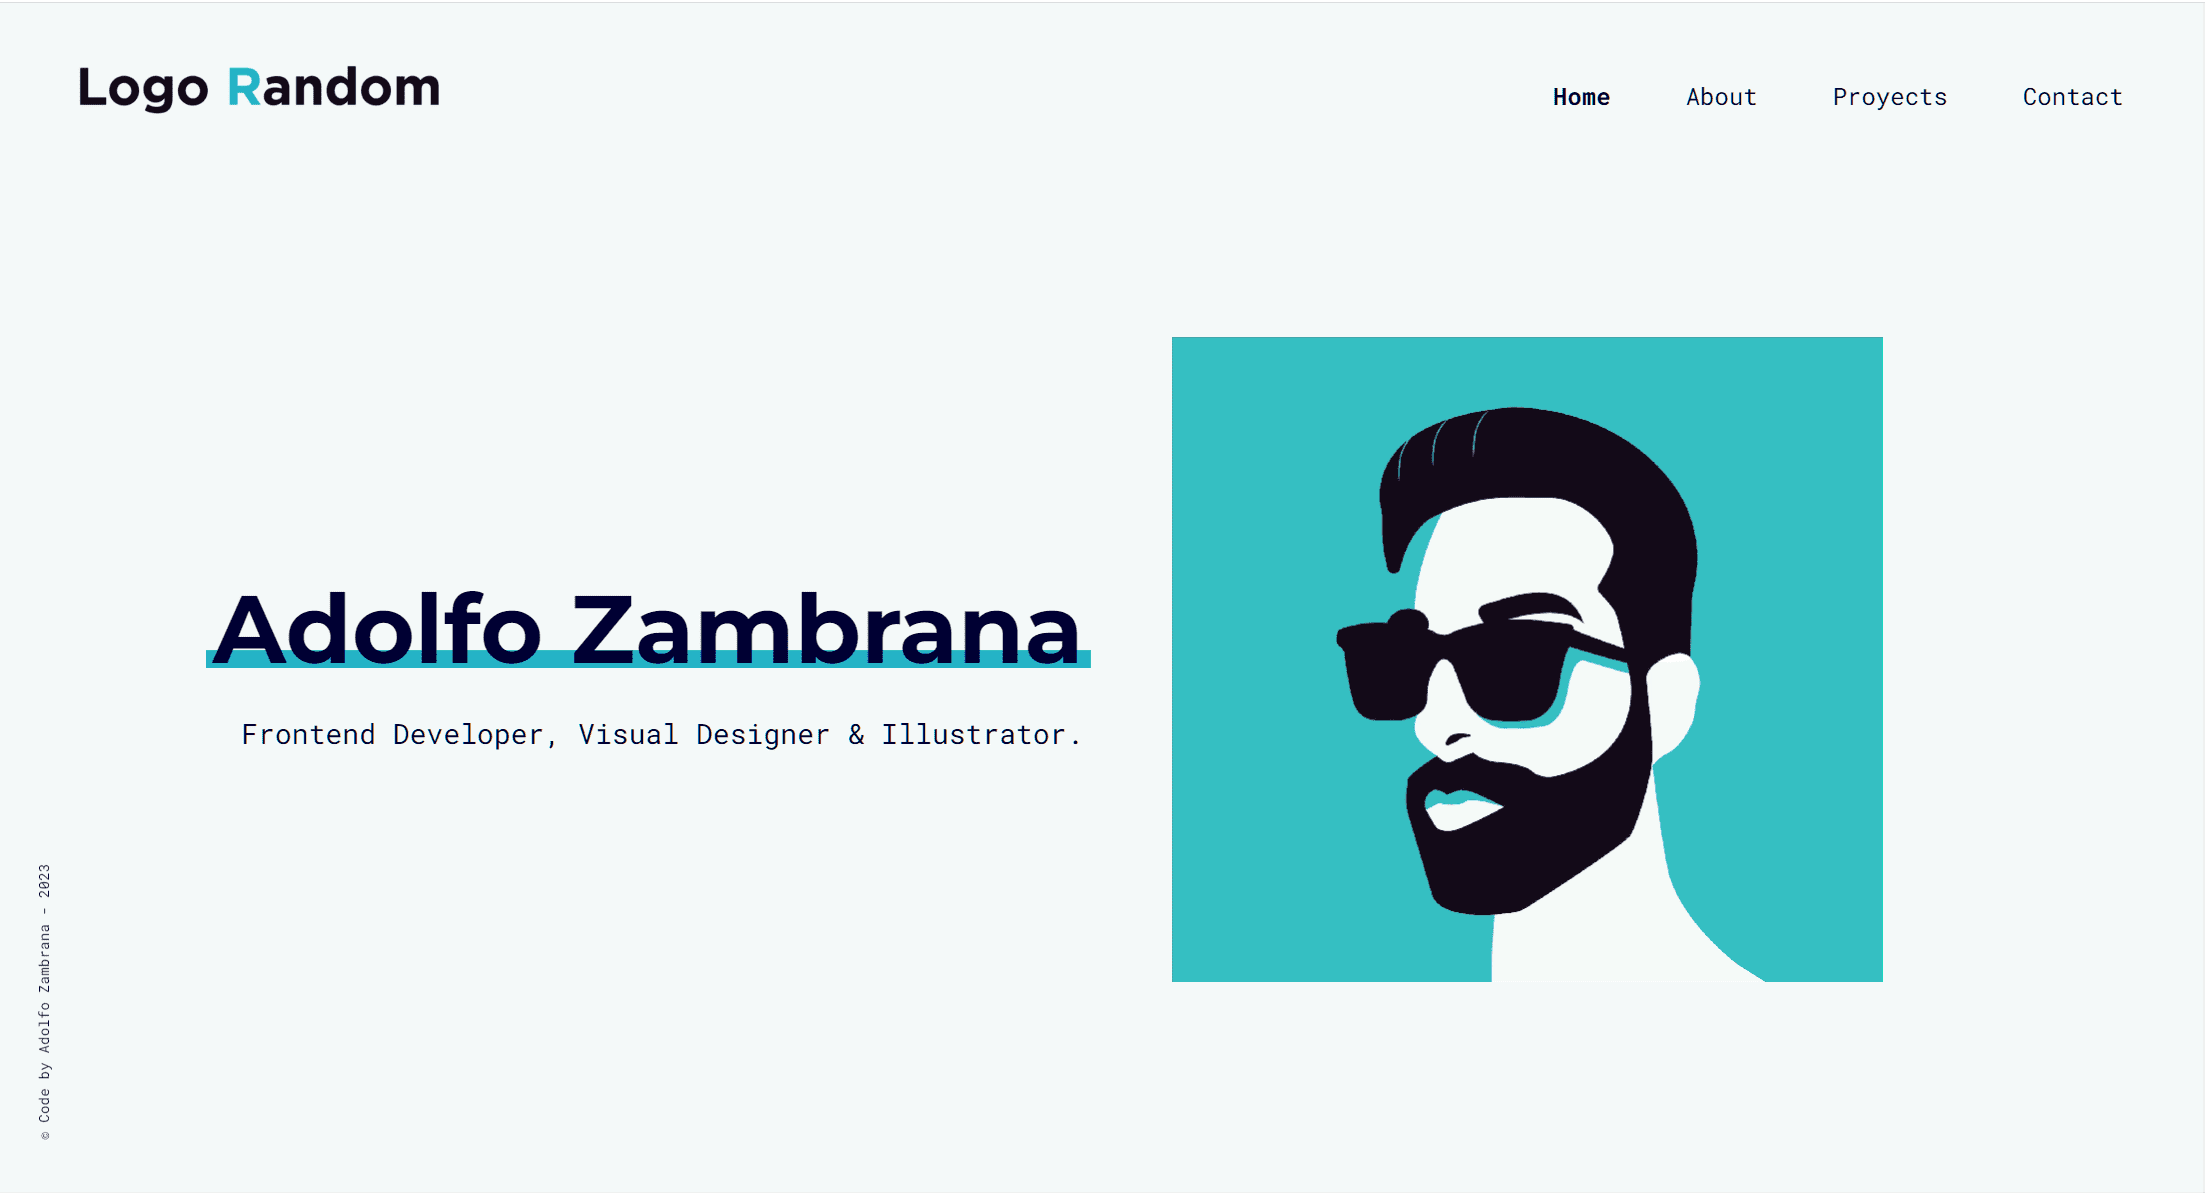 Logo Random
Home About Proyects Contact
Adolfo Zambrana
Frontend Developer, Visual Designer & Illustrator.
© Code by Adolfo Zambrana - 2023